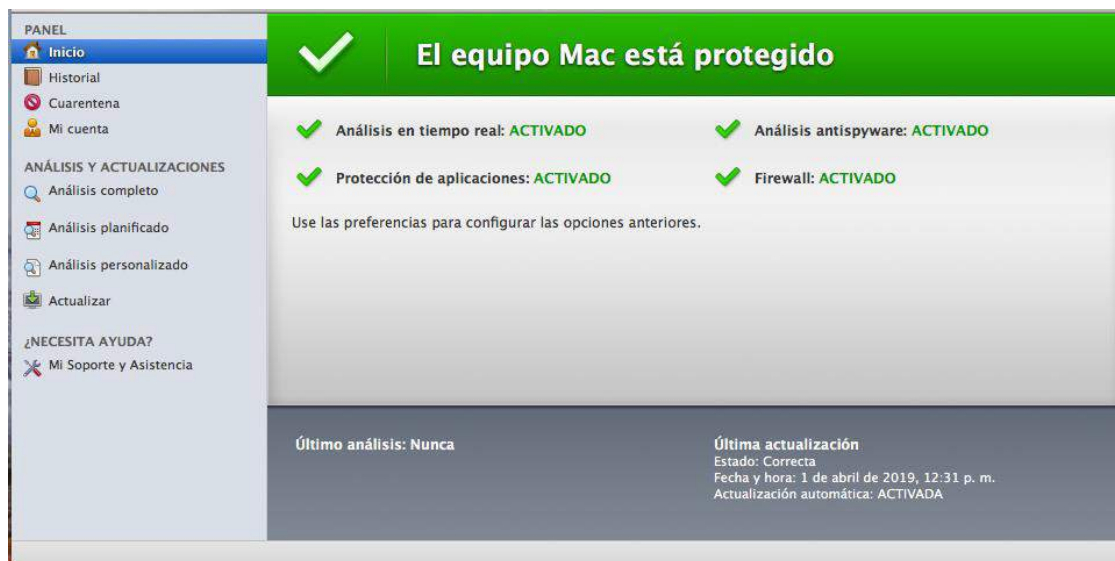 PANEL
Inicio
Historial
Cuarentena
Mi cuenta
ANÁLISIS Y ACTUALIZACIONES
Análisis completo
Análisis planificado
Análisis personalizado
Actualizar
¿NECESITA AYUDA?
Mi Soporte y Asistencia
El equipo Mac está protegido
Análisis en tiempo real: ACTIVADO
Análisis antispyware: ACTIVADO
Protección de aplicaciones: ACTIVADO
Firewall: ACTIVADO
Use las preferencias para configurar las opciones anteriores.
Último análisis: Nunca
Última actualización
Estado: Correcta
Fecha y hora: 1 de abril de 2019, 12:31 p. m.
Actualización automática: ACTIVADA